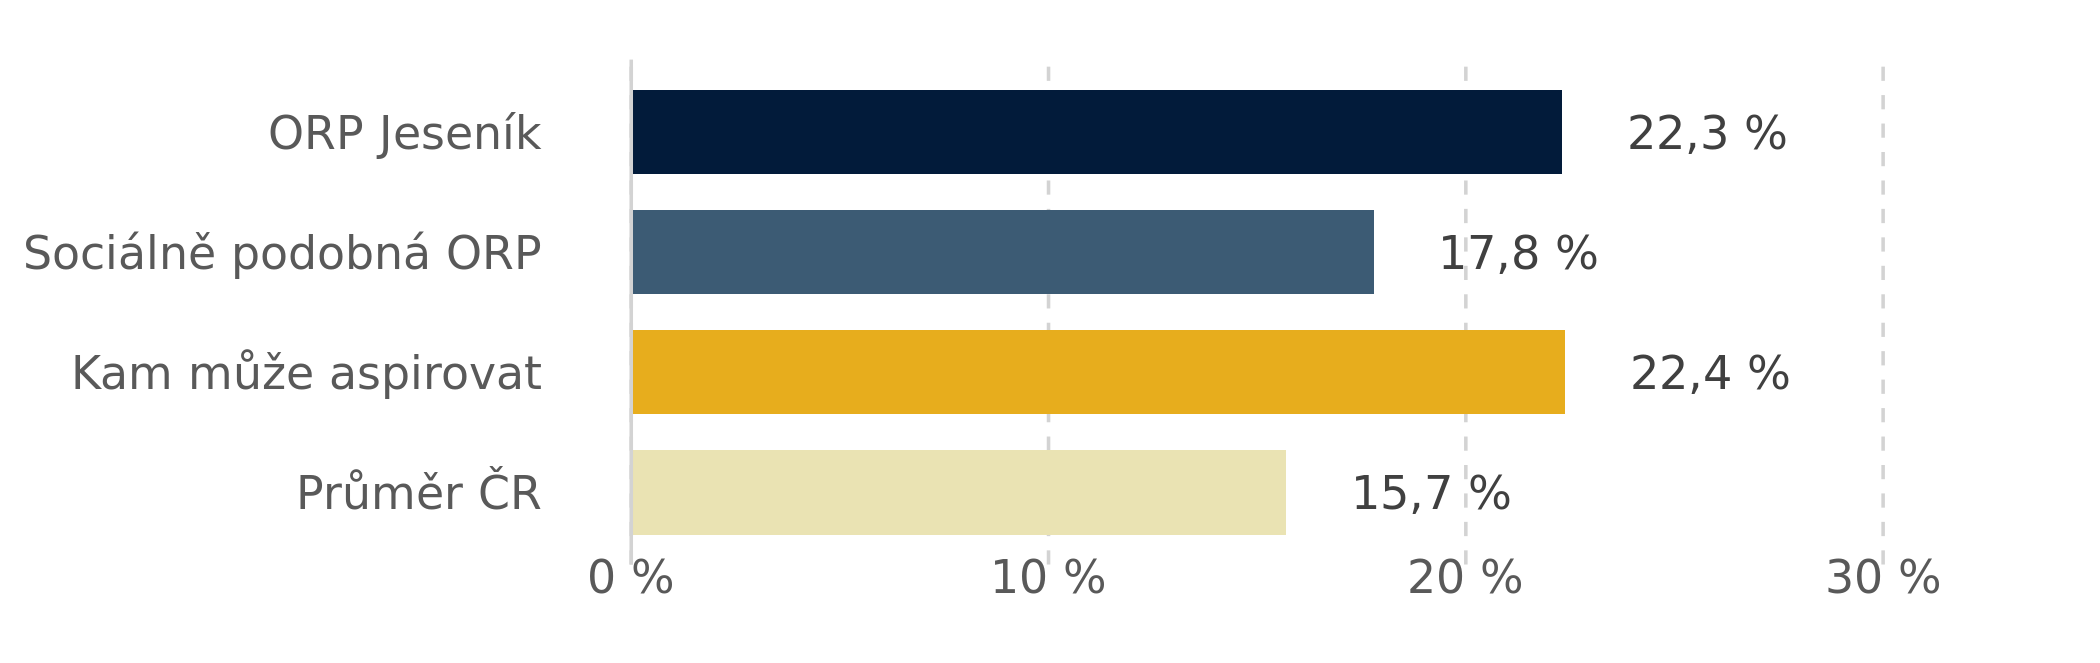 ORP Jeseník
22,3 %
Sociálně podobná ORP
17,8 %
Kam může aspirovat
22,4 %
Průměr ČR
15,7 %
0 %
10 %
20 %
30 %